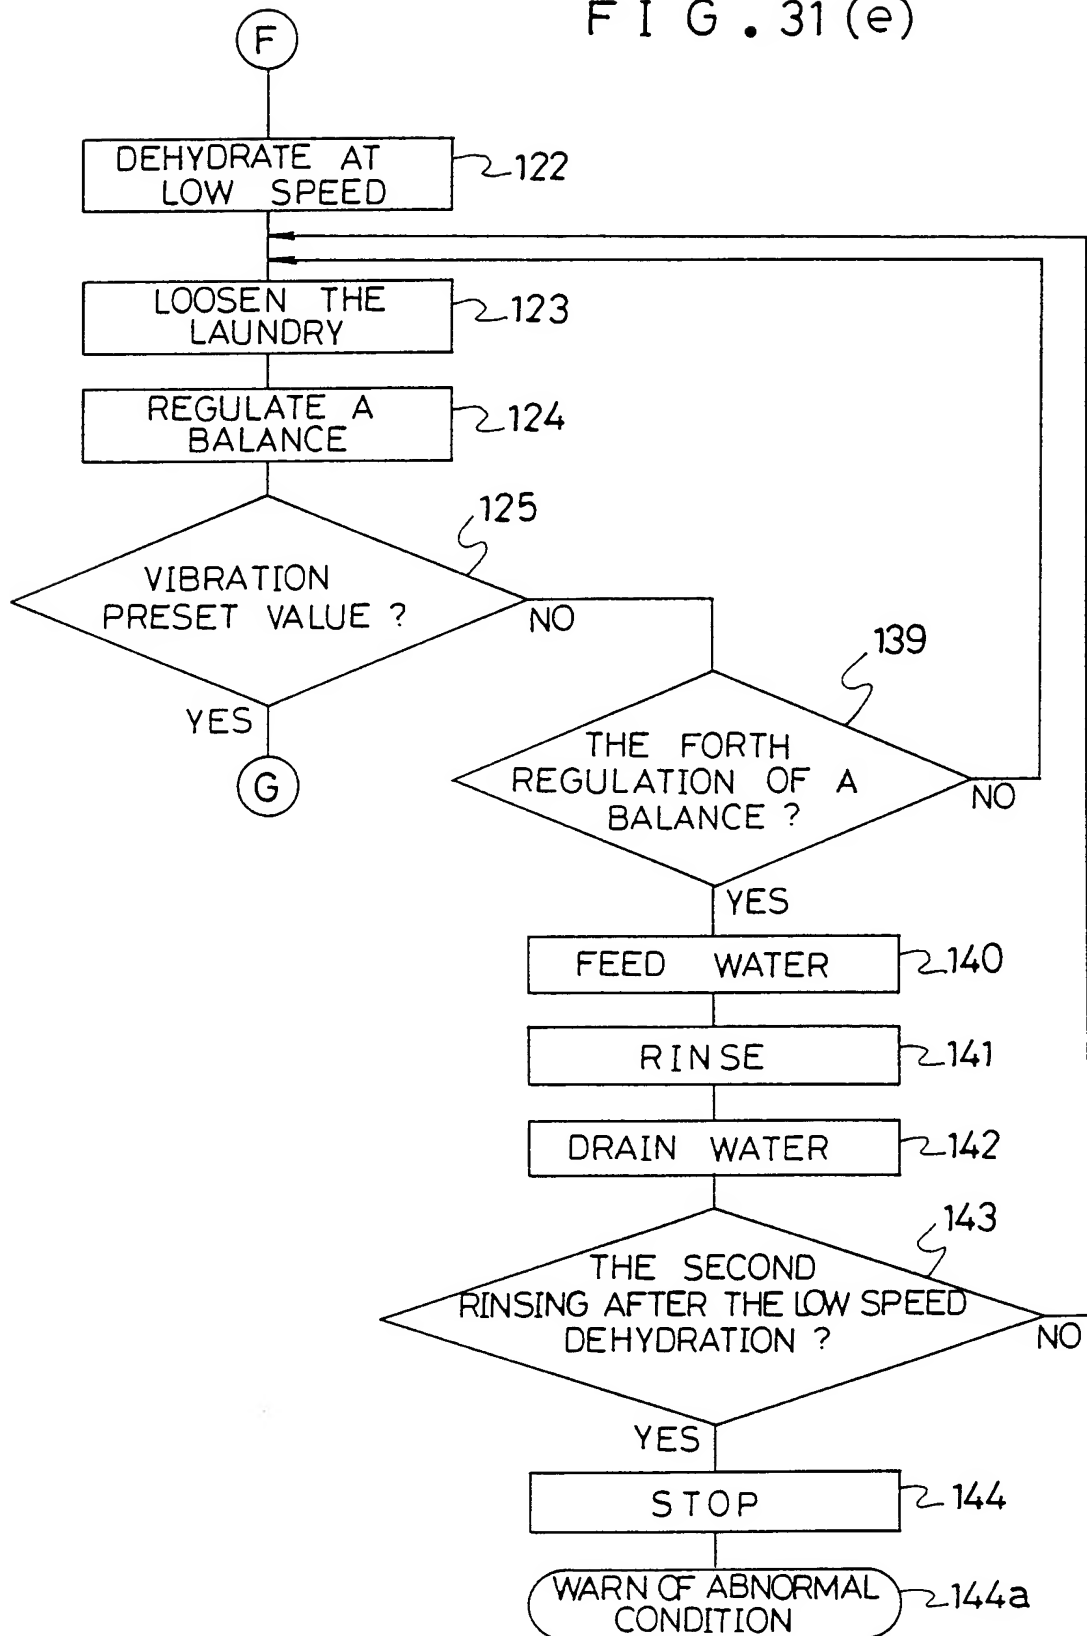 FIG. 31 (e)
F
DEHYDRATE AT
LOW SPEED
122
LOOSEN THE
LAUNDRY
123
REGULATE A
BALANCE
124
125
VIBRATION
PRESET VALUE ?
NO
YES
G
139
THE FORTH
REGULATION OF A
BALANCE ?
NO
YES
FEED WATER
140
RINSE
141
DRAIN WATER
142
143
THE SECOND
RINSING AFTER THE LOW SPEED
DEHYDRATION ?
NO
YES
STOP
144
WARN OF ABNORMAL
CONDITION
144a